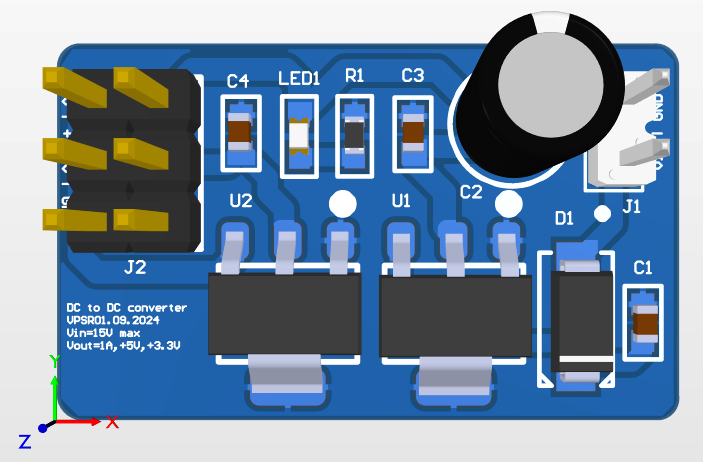 C4
LED1
R1
C3
GND
C2
U2
U1
D1
J1
J2
C1
DC to DC converter
VPSR01.09.2024
Vin=15V max
Vout=1A,+5V,+3.3V
Y
X
Z